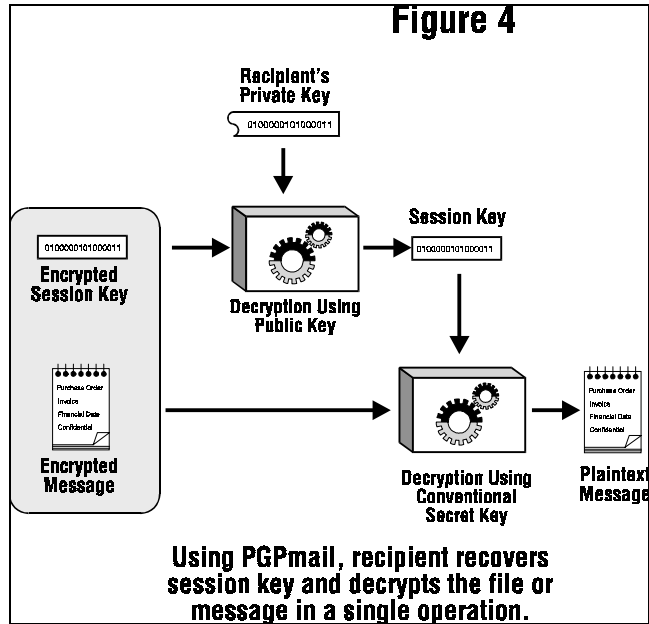 Figure 4
Recipient's
Private Key
0100000101000011
0100000101000011
Encrypted
Session Key
Decryption Using
Public Key
Session Key
0100000101000011
Purchase Order
Invoice
Financial Data
Confidential
Encrypted
Message
Decryption Using
Conventional
Secret Key
Purchase Order
Invoice
Financial Data
Confidential
Plaintext
Message
Using PGPmail, recipient recovers
session key and decrypts the file or
message in a single operation.